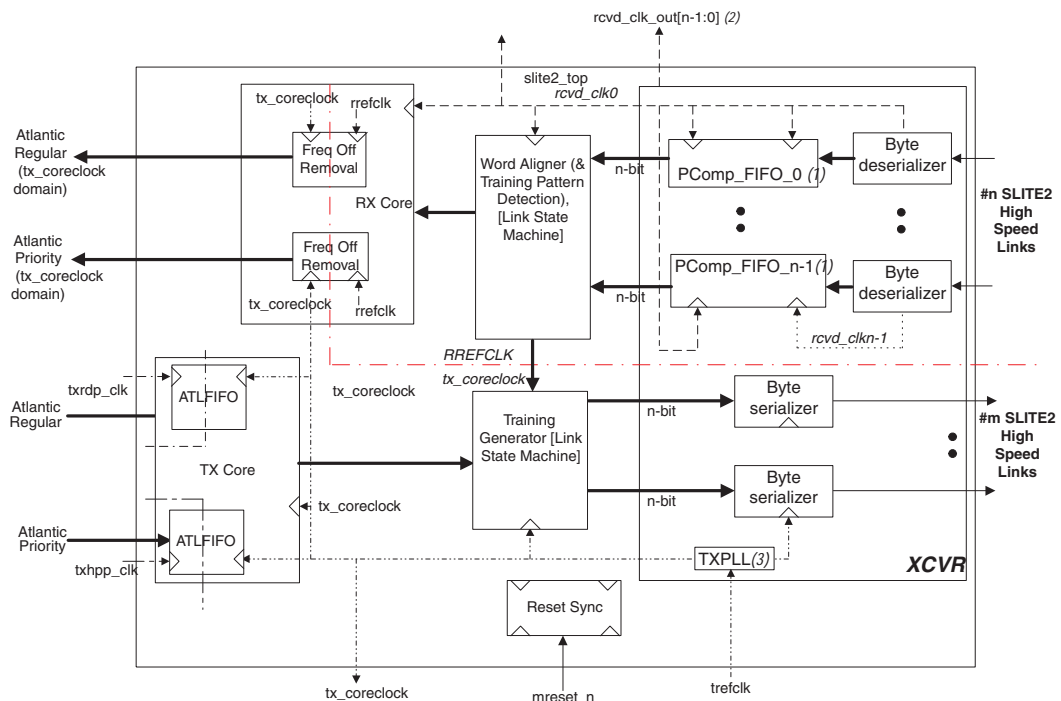 rcvd_clk_out[n-1:0] (2)
slite2_top
rcvd_clk0
tx_coreclock
rrefclk
Atlantic
Regular
(tx_coreclock
domain)
Freq Off
Removal
RX Core
Word Aligner (&
Training Pattern
Detection),
[Link State
Machine]
n-bit
PComp_FIFO_0 (1)
Byte
deserializer
#n SLITE2
High
Speed
Links
Atlantic
Priority
(tx_coreclock
domain)
Freq Off
Removal
tx_coreclock
rrefclk
n-bit
PComp_FIFO_n-1(1)
Byte
deserializer
rcvd_clkn-1
RREFCLK
tx_coreclock
tx_coreclock
txrdp_clk
ATLFIFO
Atlantic
Regular
TX Core
Training
Generator [Link
State Machine]
n-bit
Byte
serializer
#m SLITE2
High
Speed
Links
tx_coreclock
n-bit
Byte
serializer
Atlantic
Priority
ATLFIFO
txhpp_clk
TXPLL(3)
XCVR
Reset Sync
tx_coreclock
mreset_n
trefclk